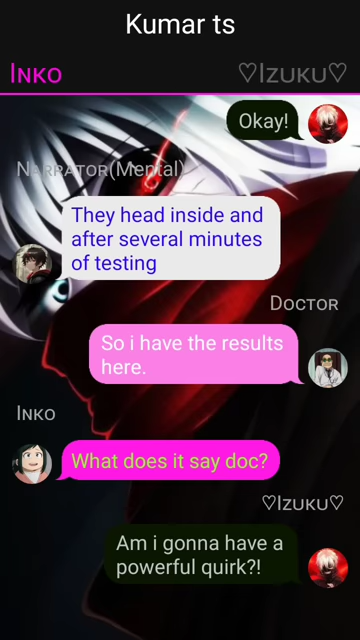 Kumar ts
Inko ♡Izuku♡
Okay!
Narrator(Mental)
They head inside and
after several minutes
of testing
Doctor
So i have the results
here.
Inko
What does it say doc?
♡Izuku♡
Am i gonna have a
powerful quirk?!